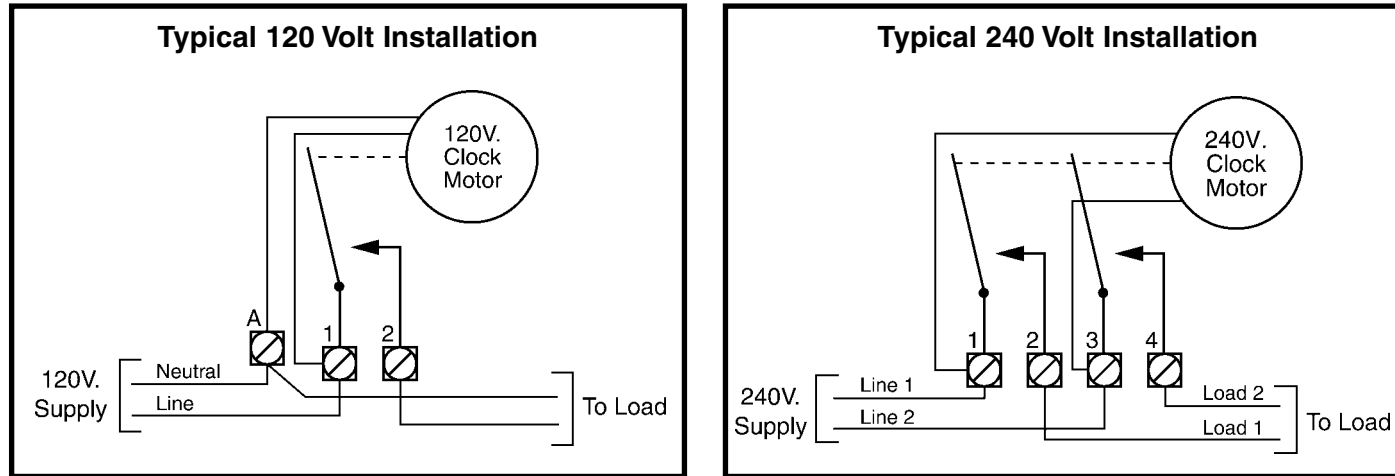 Typical 120 Volt Installation
120V.
Clock
Motor
A
1
2
120V.
Supply
Neutral
Line
To Load
Typical 240 Volt Installation
240V.
Clock
Motor
1
2
3
4
240V.
Supply
Line 1
Line 2
Load 2
Load 1
To Load